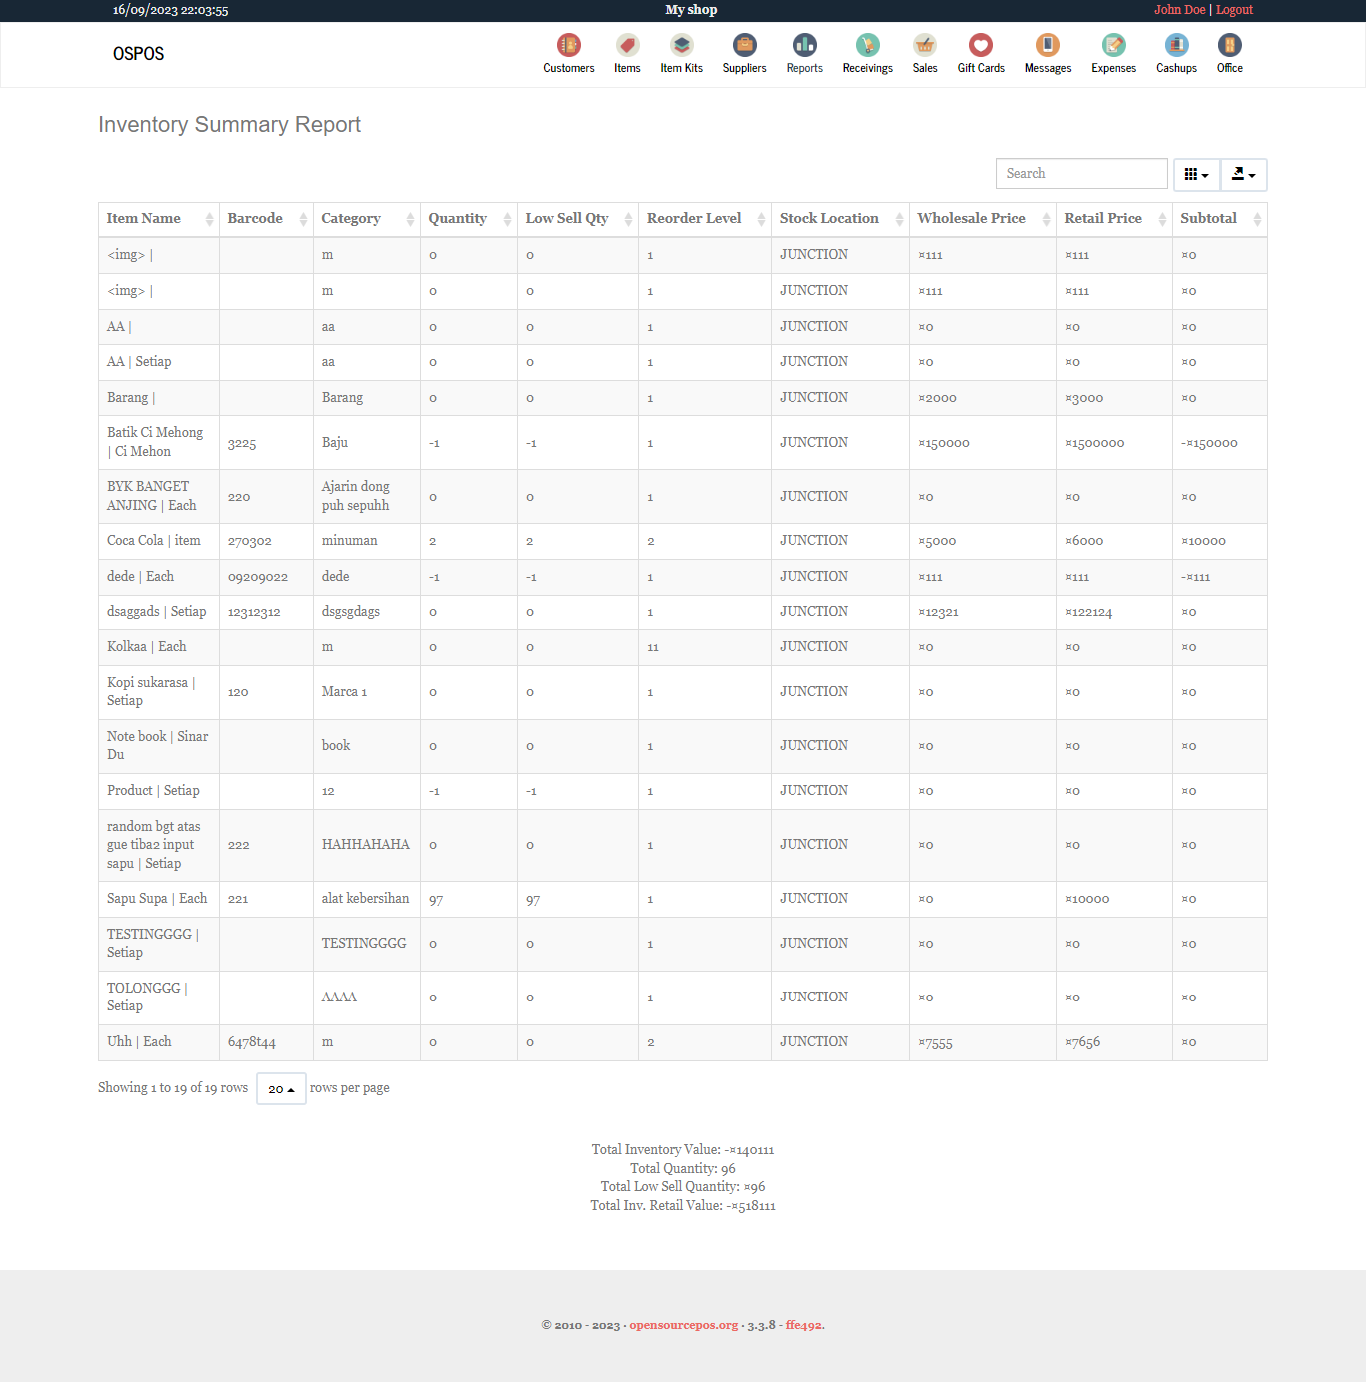 16/09/2023 22:03:55 My shop John Doe | Logout
OSPOS Customers Items Item Kits Suppliers Reports Receivings Sales Gift Cards Messages Expenses Cashups Office
Inventory Summary Report
Search
Item Name Barcode Category Quantity Low Sell Qty Reorder Level Stock Location Wholesale Price Retail Price Subtotal
<img> | m 0 0 1 JUNCTION ¤111 ¤111 ¤0
<img> | m 0 0 1 JUNCTION ¤111 ¤111 ¤0
AA | aa 0 0 1 JUNCTION ¤0 ¤0 ¤0
AA | Setiap aa 0 0 1 JUNCTION ¤0 ¤0 ¤0
Barang | Barang 0 0 1 JUNCTION ¤2000 ¤3000 ¤0
Batik Ci Mehong
| Ci Mehon 3225 Baju -1 -1 1 JUNCTION ¤150000 ¤1500000 -¤150000
BYK BANGET Ajarin dong
ANJING | Each 220 puh sepuhh 0 0 1 JUNCTION ¤0 ¤0 ¤0
Coca Cola | item 270302 minuman 2 2 2 JUNCTION ¤5000 ¤6000 ¤10000
dede | Each 09209022 dede -1 -1 1 JUNCTION ¤111 ¤111 -¤111
dsaggads | Setiap 12312312 dsgsgdags 0 0 1 JUNCTION ¤12321 ¤122124 ¤0
Kolkaa | Each m 0 0 11 JUNCTION ¤0 ¤0 ¤0
Kopi sukarasa |
Setiap 120 Marca 1 0 0 1 JUNCTION ¤0 ¤0 ¤0
Note book | Sinar
Du book 0 0 1 JUNCTION ¤0 ¤0 ¤0
Product | Setiap 12 -1 -1 1 JUNCTION ¤0 ¤0 ¤0
random bgt atas
gue tiba2 input 222 HAHHAHAHA 0 0 1 JUNCTION ¤0 ¤0 ¤0
sapu | Setiap
Sapu Supa | Each 221 alat kebersihan 97 97 1 JUNCTION ¤0 ¤10000 ¤0
TESTINGGGG |
Setiap TESTINGGGG 0 0 1 JUNCTION ¤0 ¤0 ¤0
TOLONGGG |
Setiap ΛΛΛΛ 0 0 1 JUNCTION ¤0 ¤0 ¤0
Uhh | Each 6478t44 m 0 0 2 JUNCTION ¤7555 ¤7656 ¤0
Showing 1 to 19 of 19 rows 20 rows per page
Total Inventory Value: -¤140111
Total Quantity: 96
Total Low Sell Quantity: ¤96
Total Inv. Retail Value: -¤518111
© 2010 - 2023 · opensourcepos.org · 3.3.8 - ffe492.